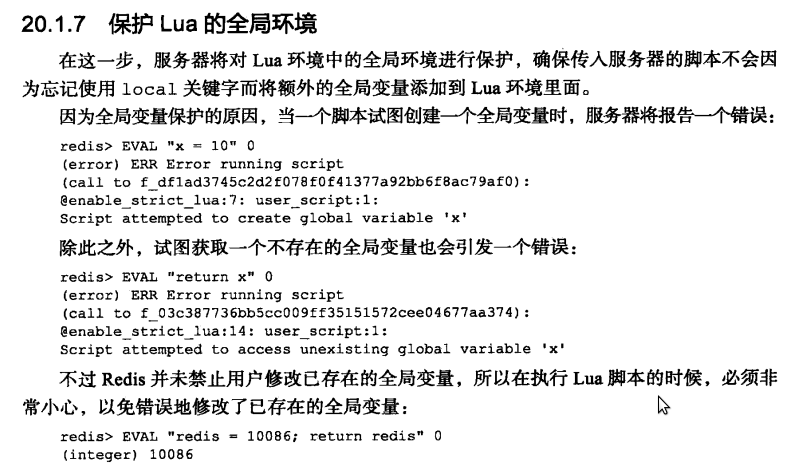 20.1.7 保护 Lua 的全局环境
在这一步，服务器将对 Lua 环境中的全局环境进行保护，确保传入服务器的脚本不会因
为忘记使用 local 关键字而将额外的全局变量添加到 Lua 环境里面。
因为全局变量保护的原因，当一个脚本试图创建一个全局变量时，服务器将报告一个错误：
redis> EVAL "x = 10" 0
(error) ERR Error running script
(call to f_df1ad3745c2d2f078f0f41377a92bb6f8ac79af0):
@enable_strict_lua:7: user_script:1:
Script attempted to create global variable 'x'
除此之外，试图获取一个不存在的全局变量也会引发一个错误：
redis> EVAL "return x" 0
(error) ERR Error running script
(call to f_03c387736bb5cc009ff35151572cee04677aa374):
@enable_strict_lua:14: user_script:1:
Script attempted to access unexisting global variable 'x'
不过 Redis 并未禁止用户修改已存在的全局变量，所以在执行 Lua 脚本的时候，必须非
常小心，以免错误地修改了已存在的全局变量：
redis> EVAL "redis = 10086; return redis" 0
(integer) 10086